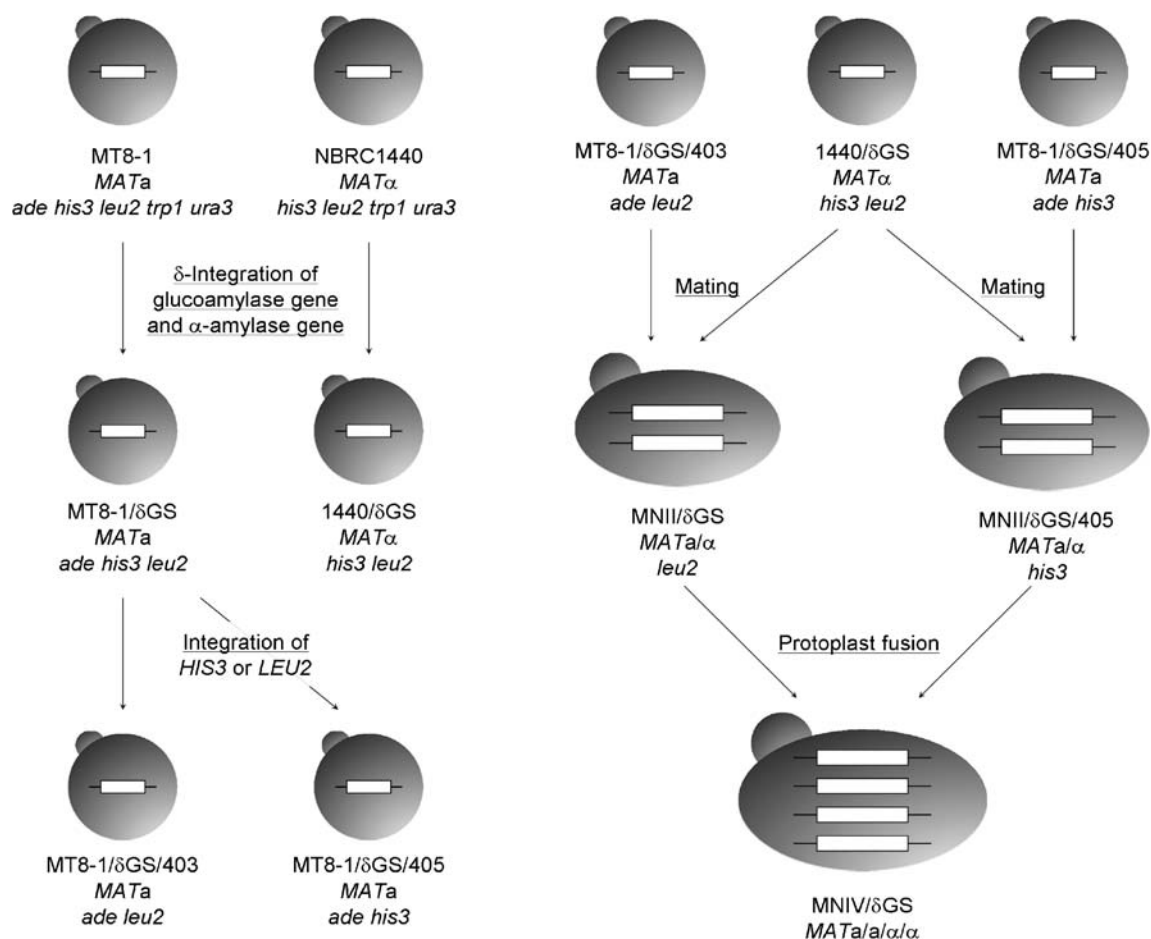 MT8-1
MATa
ade his3 leu2 trp1 ura3
NBRC1440
MATα
his3 leu2 trp1 ura3
δ-Integration of
glucoamylase gene
and α-amylase gene
MT8-1/δGS
MATa
ade his3 leu2
1440/δGS
MATα
his3 leu2
Integration of
HIS3 or LEU2
MT8-1/δGS/403
MATa
ade leu2
MT8-1/δGS/405
MATa
ade his3
MT8-1/δGS/403
MATa
ade leu2
1440/δGS
MATα
his3 leu2
MT8-1/δGS/405
MATa
ade his3
Mating
Mating
MNII/δGS
MATa/α
leu2
MNII/δGS/405
MATa/α
his3
Protoplast fusion
MNIV/δGS
MATa/a/α/α